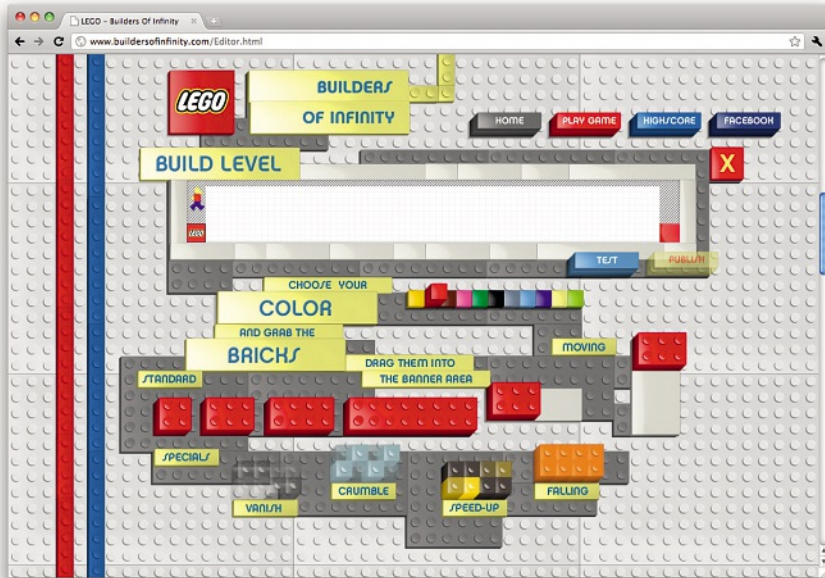 LEGO – Builders Of Infinity
www.buildersofinfinity.com/Editor.html
LEGO
BUILDERS
OF INFINITY
HOME
PLAY GAME
HIGHSCORE
FACEBOOK
BUILD LEVEL
X
LEGO
TEST
PUBLISH
CHOOSE YOUR
COLOR
AND GRAB THE
BRICKS
MOVING
DRAG THEM INTO
THE BANNER AREA
STANDARD
SPECIALS
CRUMBLE
FALLING
VANISH
SPEED-UP